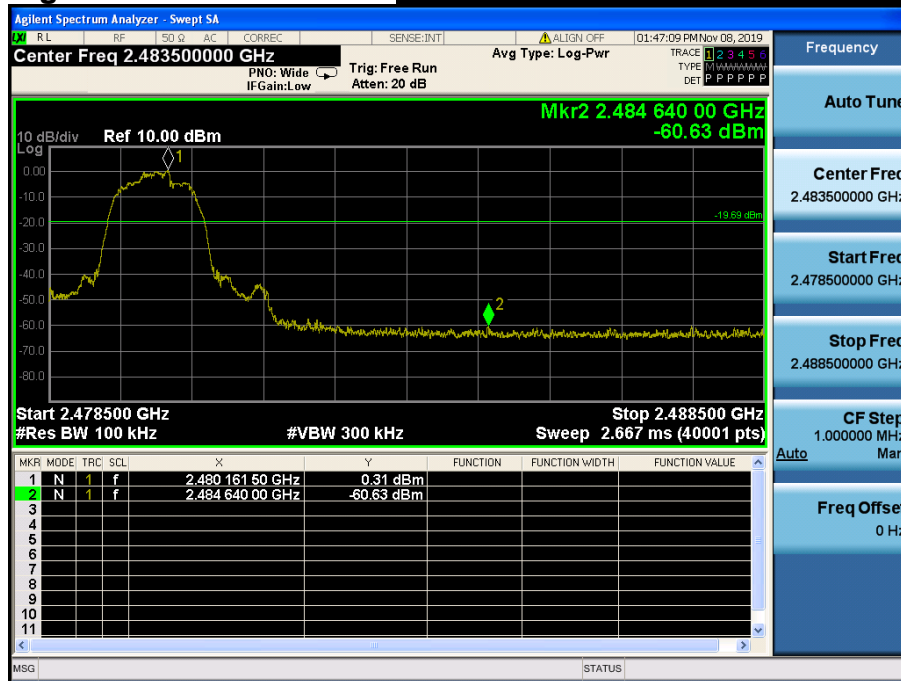 Agilent Spectrum Analyzer - Swept SA
LXI RL RF 50 Ω AC CORREC SENSE:INT ALIGN OFF 01:47:09 PM Nov 08, 2019
Center Freq 2.483500000 GHz
PNO: Wide
IFGain:Low
Trig: Free Run
Atten: 20 dB
Avg Type: Log-Pwr
TRACE 1 2 3 4 5 6
TYPE M W W W W W
DET P P P P P P
Mkr2 2.484 640 00 GHz
-60.63 dBm
10 dB/div Ref 10.00 dBm
Log
1
0.00
-10.0
-20.0
-19.69 dBm
-30.0
-40.0
-50.0
2
-60.0
-70.0
-80.0
Start 2.478500 GHz Stop 2.488500 GHz
#Res BW 100 kHz #VBW 300 kHz Sweep 2.667 ms (40001 pts)
MKR MODE TRC SCL X Y FUNCTION FUNCTION WIDTH FUNCTION VALUE
1 N 1 f 2.480 161 50 GHz 0.31 dBm
2 N 1 f 2.484 640 00 GHz -60.63 dBm
3
4
5
6
7
8
9
10
11
MSG STATUS
Frequency
Auto Tune
Center Freq
2.483500000 GHz
Start Freq
2.478500000 GHz
Stop Freq
2.488500000 GHz
CF Step
1.000000 MHz
Auto Man
Freq Offset
0 Hz